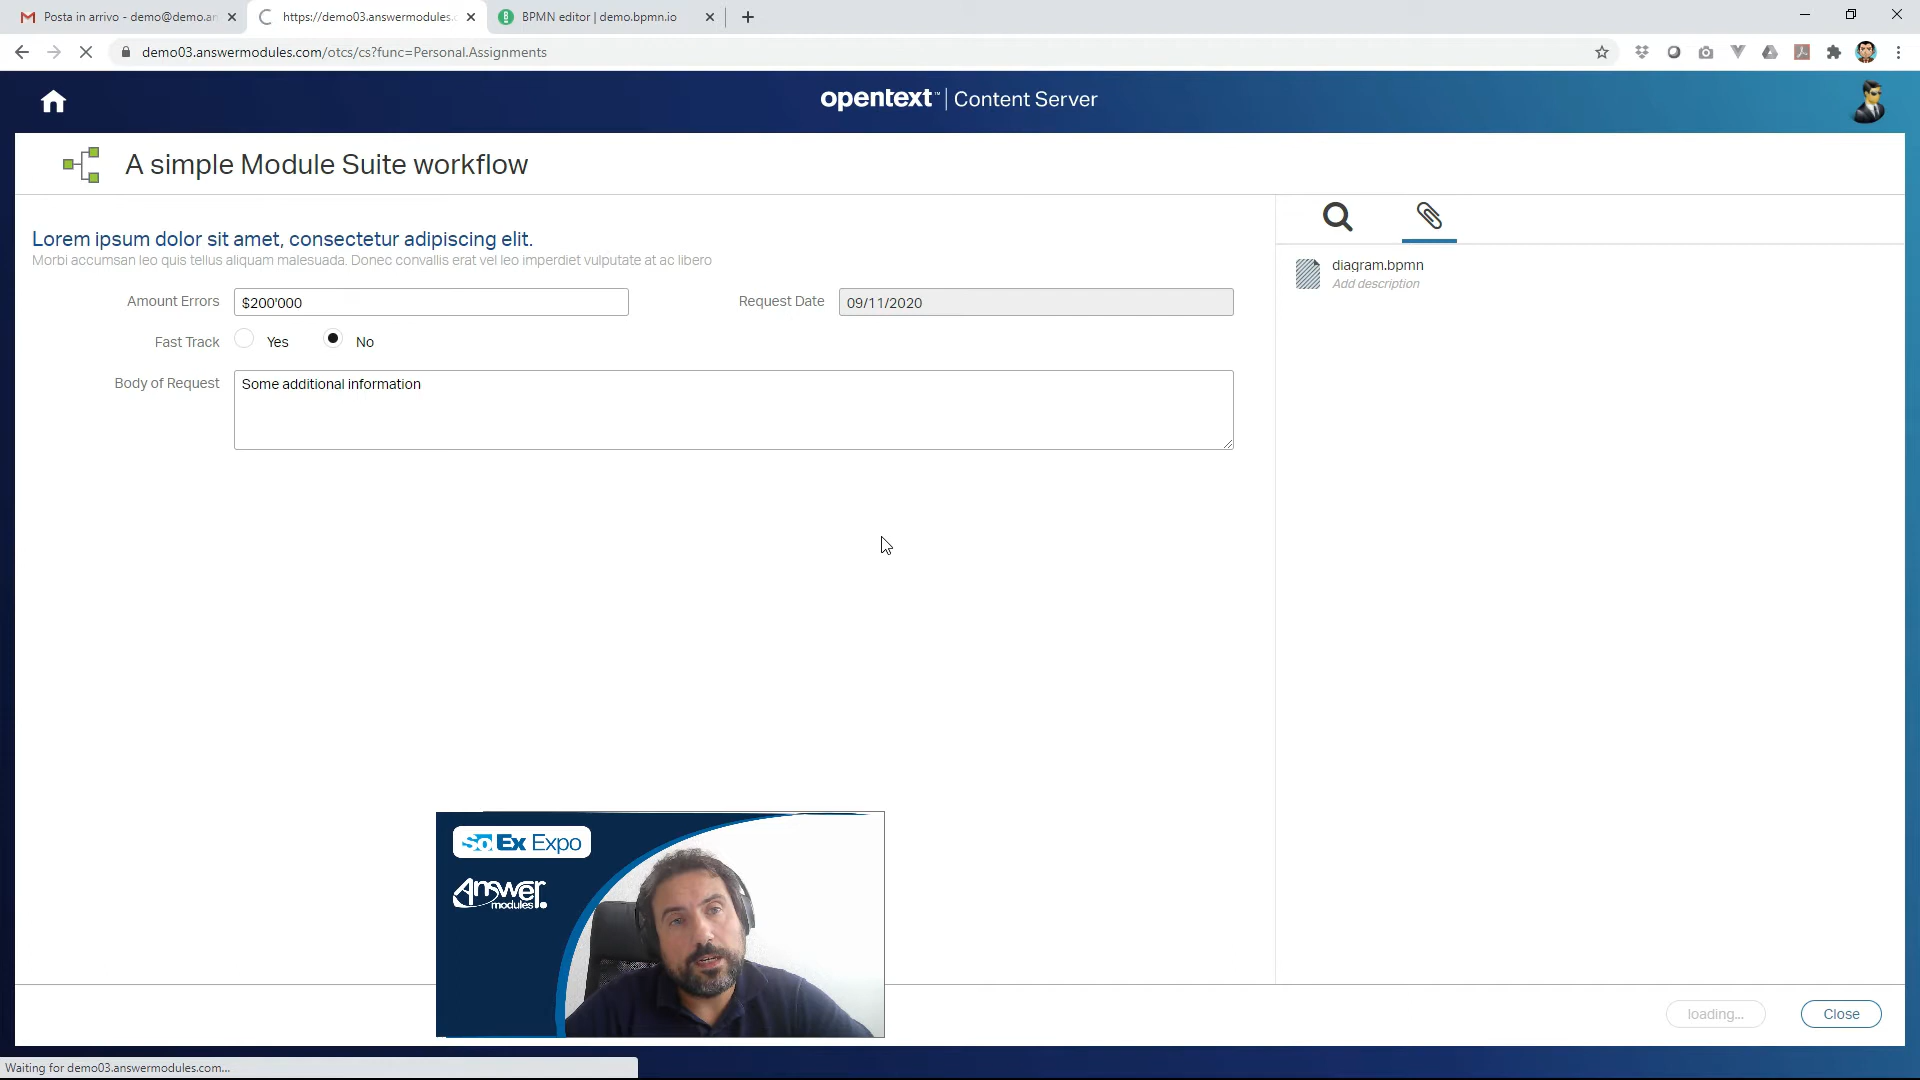 Posta in arrivo - demo@demo.an
https://demo03.answermodules.c
BPMN editor | demo.bpmn.io
demo03.answermodules.com/otcs/cs?func=Personal.Assignments
opentext™ | Content Server
A simple Module Suite workflow
Lorem ipsum dolor sit amet, consectetur adipiscing elit.
Morbi accumsan leo quis tellus aliquam malesuada. Donec convallis erat vel leo imperdiet vulputate at ac libero
diagram.bpmn
Add description
Amount Errors $200'000 Request Date 09/11/2020
Fast Track Yes No
Body of Request Some additional information
SoEx Expo
Answer
modules
loading... Close
Waiting for demo03.answermodules.com...